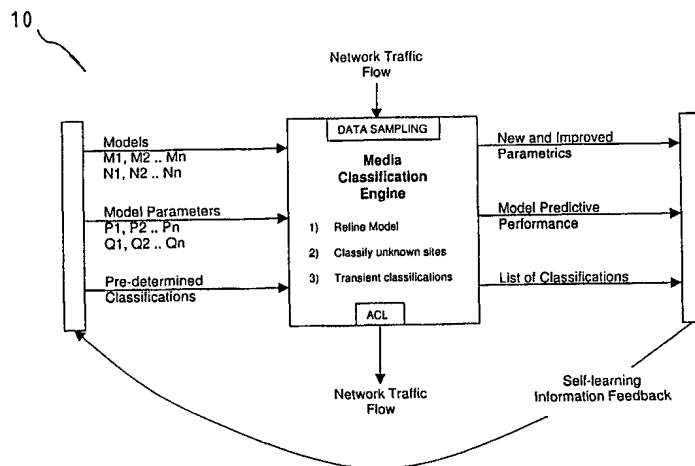 10
Network Traffic
Flow
DATA SAMPLING
Models
M1, M2 .. Mn
N1, N2 .. Nn
Model Parameters
P1, P2 .. Pn
Q1, Q2 .. Qn
Pre-determined
Classifications
Media
Classification
Engine
1) Refine Model
2) Classify unknown sites
3) Transient classifications
ACL
New and Improved
Parametrics
Model Predictive
Performance
List of Classifications
Network Traffic
Flow
Self-learning
Information Feedback